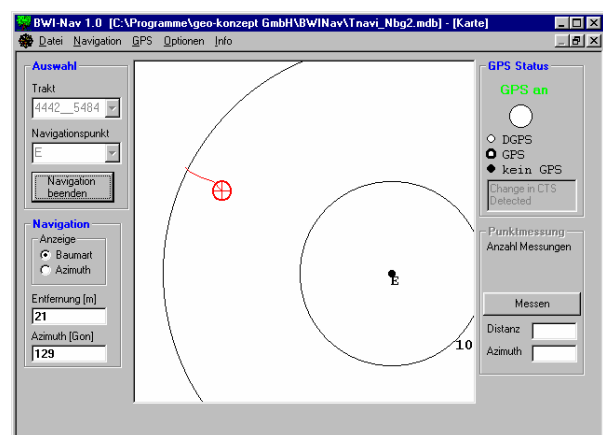 BWI-Nav 1.0 [C:\Programme\geo-konzept GmbH\BWINav\Tnavi_Nbg2.mdb] - [Karte]
Datei Navigation GPS Optionen Info
Auswahl
Trakt
4442__5484
Navigationspunkt
E
Navigation
beenden
Navigation
Anzeige
Baumart
Azimuth
Entfernung [m]
21
Azimuth [Gon]
129
E
10
GPS Status
GPS an
DGPS
GPS
kein GPS
Change in CTS
Detected
Punktmessung
Anzahl Messungen
Messen
Distanz
Azimuth